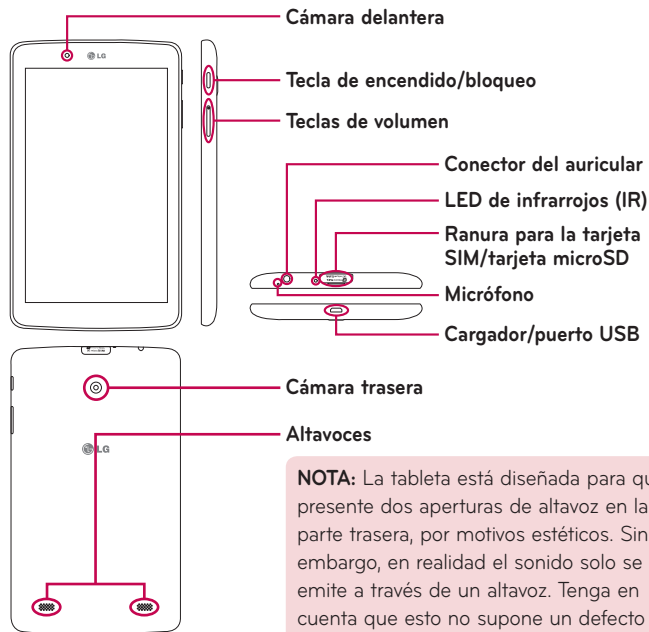 Cámara delantera
LG
Tecla de encendido/bloqueo
Teclas de volumen
Conector del auricular
LED de infrarrojos (IR)
Ranura para la tarjeta
SIM/tarjeta microSD
Micrófono
Cargador/puerto USB
Cámara trasera
Altavoces
LG
NOTA: La tableta está diseñada para qu
presente dos aperturas de altavoz en la
parte trasera, por motivos estéticos. Sin
embargo, en realidad el sonido solo se
emite a través de un altavoz. Tenga en
cuenta que esto no supone un defecto